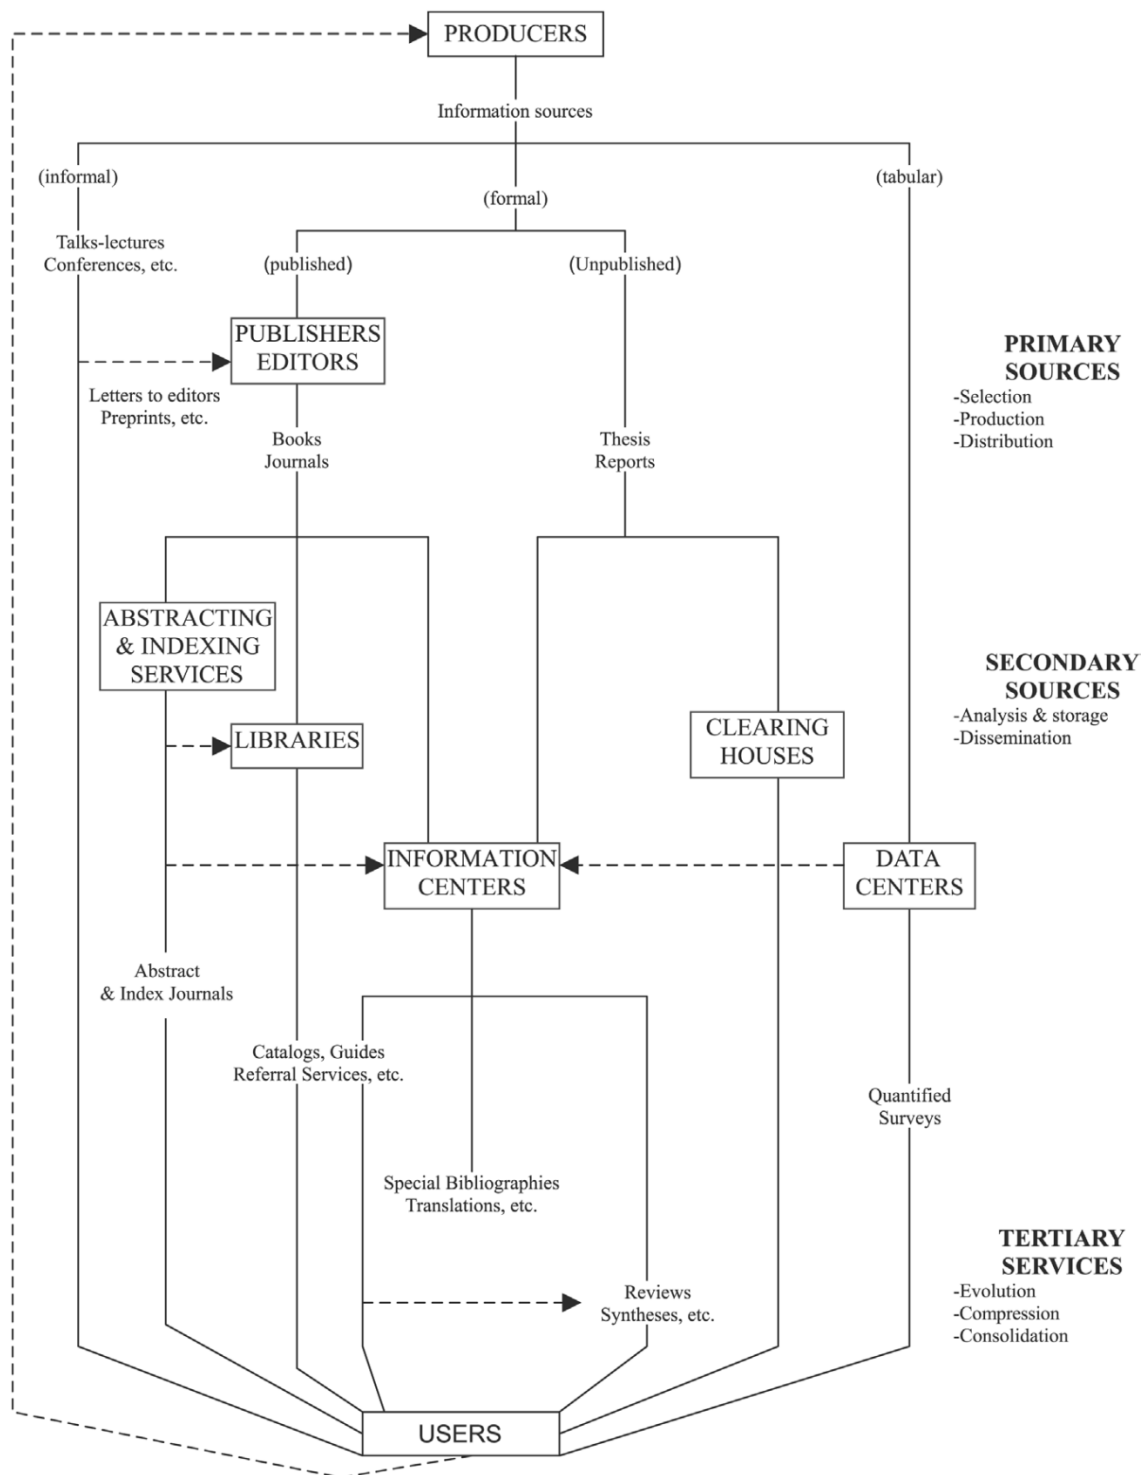 PRODUCERS
Information sources
(informal)
(formal)
(tabular)
Talks-lectures
Conferences, etc.
(published)
(Unpublished)
PUBLISHERS
EDITORS
Letters to editors
Preprints, etc.
PRIMARY
SOURCES
-Selection
-Production
-Distribution
Books
Journals
Thesis
Reports
ABSTRACTING
& INDEXING
SERVICES
LIBRARIES
CLEARING
HOUSES
SECONDARY
SOURCES
-Analysis & storage
-Dissemination
INFORMATION
CENTERS
DATA
CENTERS
Abstract
& Index Journals
Catalogs, Guides
Referral Services, etc.
Quantified
Surveys
Special Bibliographies
Translations, etc.
TERTIARY
SERVICES
-Evolution
-Compression
-Consolidation
Reviews
Syntheses, etc.
USERS